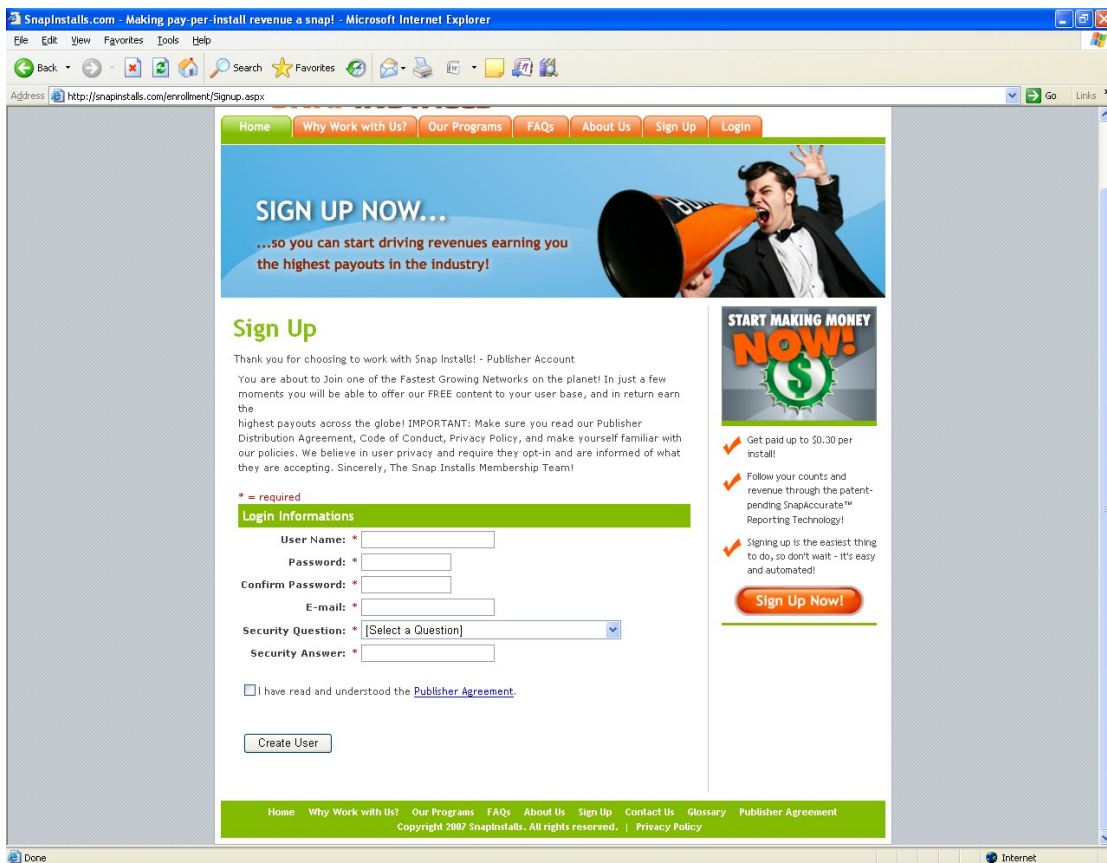 SnapInstalls.com - Making pay-per-install revenue a snap! - Microsoft Internet Explorer
File Edit View Favorites Tools Help
Back Search Favorites
Address http://snapinstalls.com/enrollment/Signup.aspx Go Links
Home Why Work with Us? Our Programs FAQs About Us Sign Up Login
SIGN UP NOW...
...so you can start driving revenues earning you
the highest payouts in the industry!
Sign Up
Thank you for choosing to work with Snap Installs! - Publisher Account
You are about to Join one of the Fastest Growing Networks on the planet! In just a few
moments you will be able to offer our FREE content to your user base, and in return earn
the
highest payouts across the globe! IMPORTANT: Make sure you read our Publisher
Distribution Agreement, Code of Conduct, Privacy Policy, and make yourself familiar with
our policies. We believe in user privacy and require they opt-in and are informed of what
they are accepting. Sincerely, The Snap Installs Membership Team!
* = required
Login Informations
User Name: *
Password: *
Confirm Password: *
E-mail: *
Security Question: * [Select a Question]
Security Answer: *
I have read and understood the Publisher Agreement.
Create User
START MAKING MONEY
NOW!
$
Get paid up to $0.30 per
install!
Follow your counts and
revenue through the patent-
pending SnapAccurate™
Reporting Technology!
Signing up is the easiest thing
to do, so don't wait - it's easy
and automated!
Sign Up Now!
Home Why Work with Us? Our Programs FAQs About Us Sign Up Contact Us Glossary Publisher Agreement
Copyright 2007 SnapInstalls. All rights reserved. | Privacy Policy
Done Internet